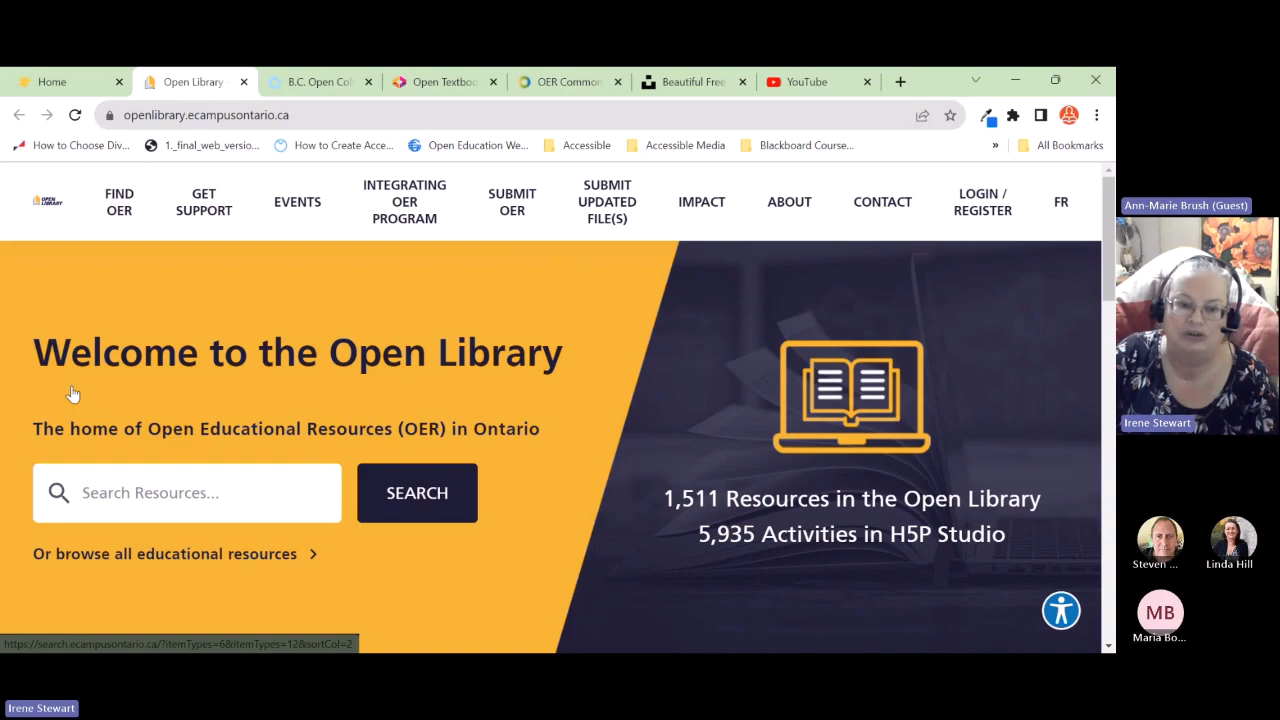 Home
Open Library
B.C. Open Col
Open Textboo
OER Common
Beautiful Free
YouTube
openlibrary.ecampusontario.ca
How to Choose Div...
1._final_web_versio...
How to Create Acce...
Open Education We...
Accessible
Accessible Media
Blackboard Course...
»
All Bookmarks
OPEN
LIBRARY
FIND
OER
GET
SUPPORT
EVENTS
INTEGRATING
OER
PROGRAM
SUBMIT
OER
SUBMIT
UPDATED
FILE(S)
IMPACT
ABOUT
CONTACT
LOGIN /
REGISTER
FR
Welcome to the Open Library
The home of Open Educational Resources (OER) in Ontario
Search Resources...
SEARCH
Or browse all educational resources
1,511 Resources in the Open Library
5,935 Activities in H5P Studio
https://search.ecampusontario.ca/?itemTypes=6&itemTypes=12&sortCol=2
Ann-Marie Brush (Guest)
Irene Stewart
Steven ...
Linda Hill
MB
Maria Bo...
Irene Stewart